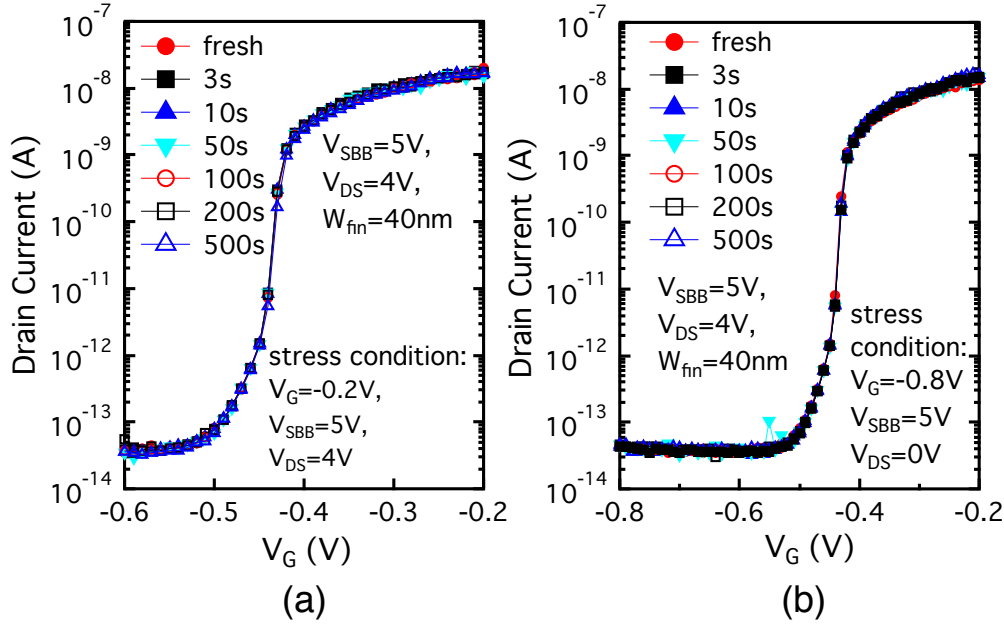 Drain Current (A)
10⁻⁷
10⁻⁸
10⁻⁹
10⁻¹⁰
10⁻¹¹
10⁻¹²
10⁻¹³
10⁻¹⁴
fresh
3s
10s
50s
100s
200s
500s
V_SBB=5V,
V_DS=4V,
W_fin=40nm
stress condition:
V_G=-0.2V,
V_SBB=5V,
V_DS=4V
-0.6
-0.5
-0.4
-0.3
-0.2
V_G (V)
(a)
Drain Current (A)
10⁻⁷
10⁻⁸
10⁻⁹
10⁻¹⁰
10⁻¹¹
10⁻¹²
10⁻¹³
10⁻¹⁴
fresh
3s
10s
50s
100s
200s
500s
V_SBB=5V,
V_DS=4V,
W_fin=40nm
stress
condition:
V_G=-0.8V
V_SBB=5V
V_DS=0V
-0.8
-0.6
-0.4
-0.2
V_G (V)
(b)